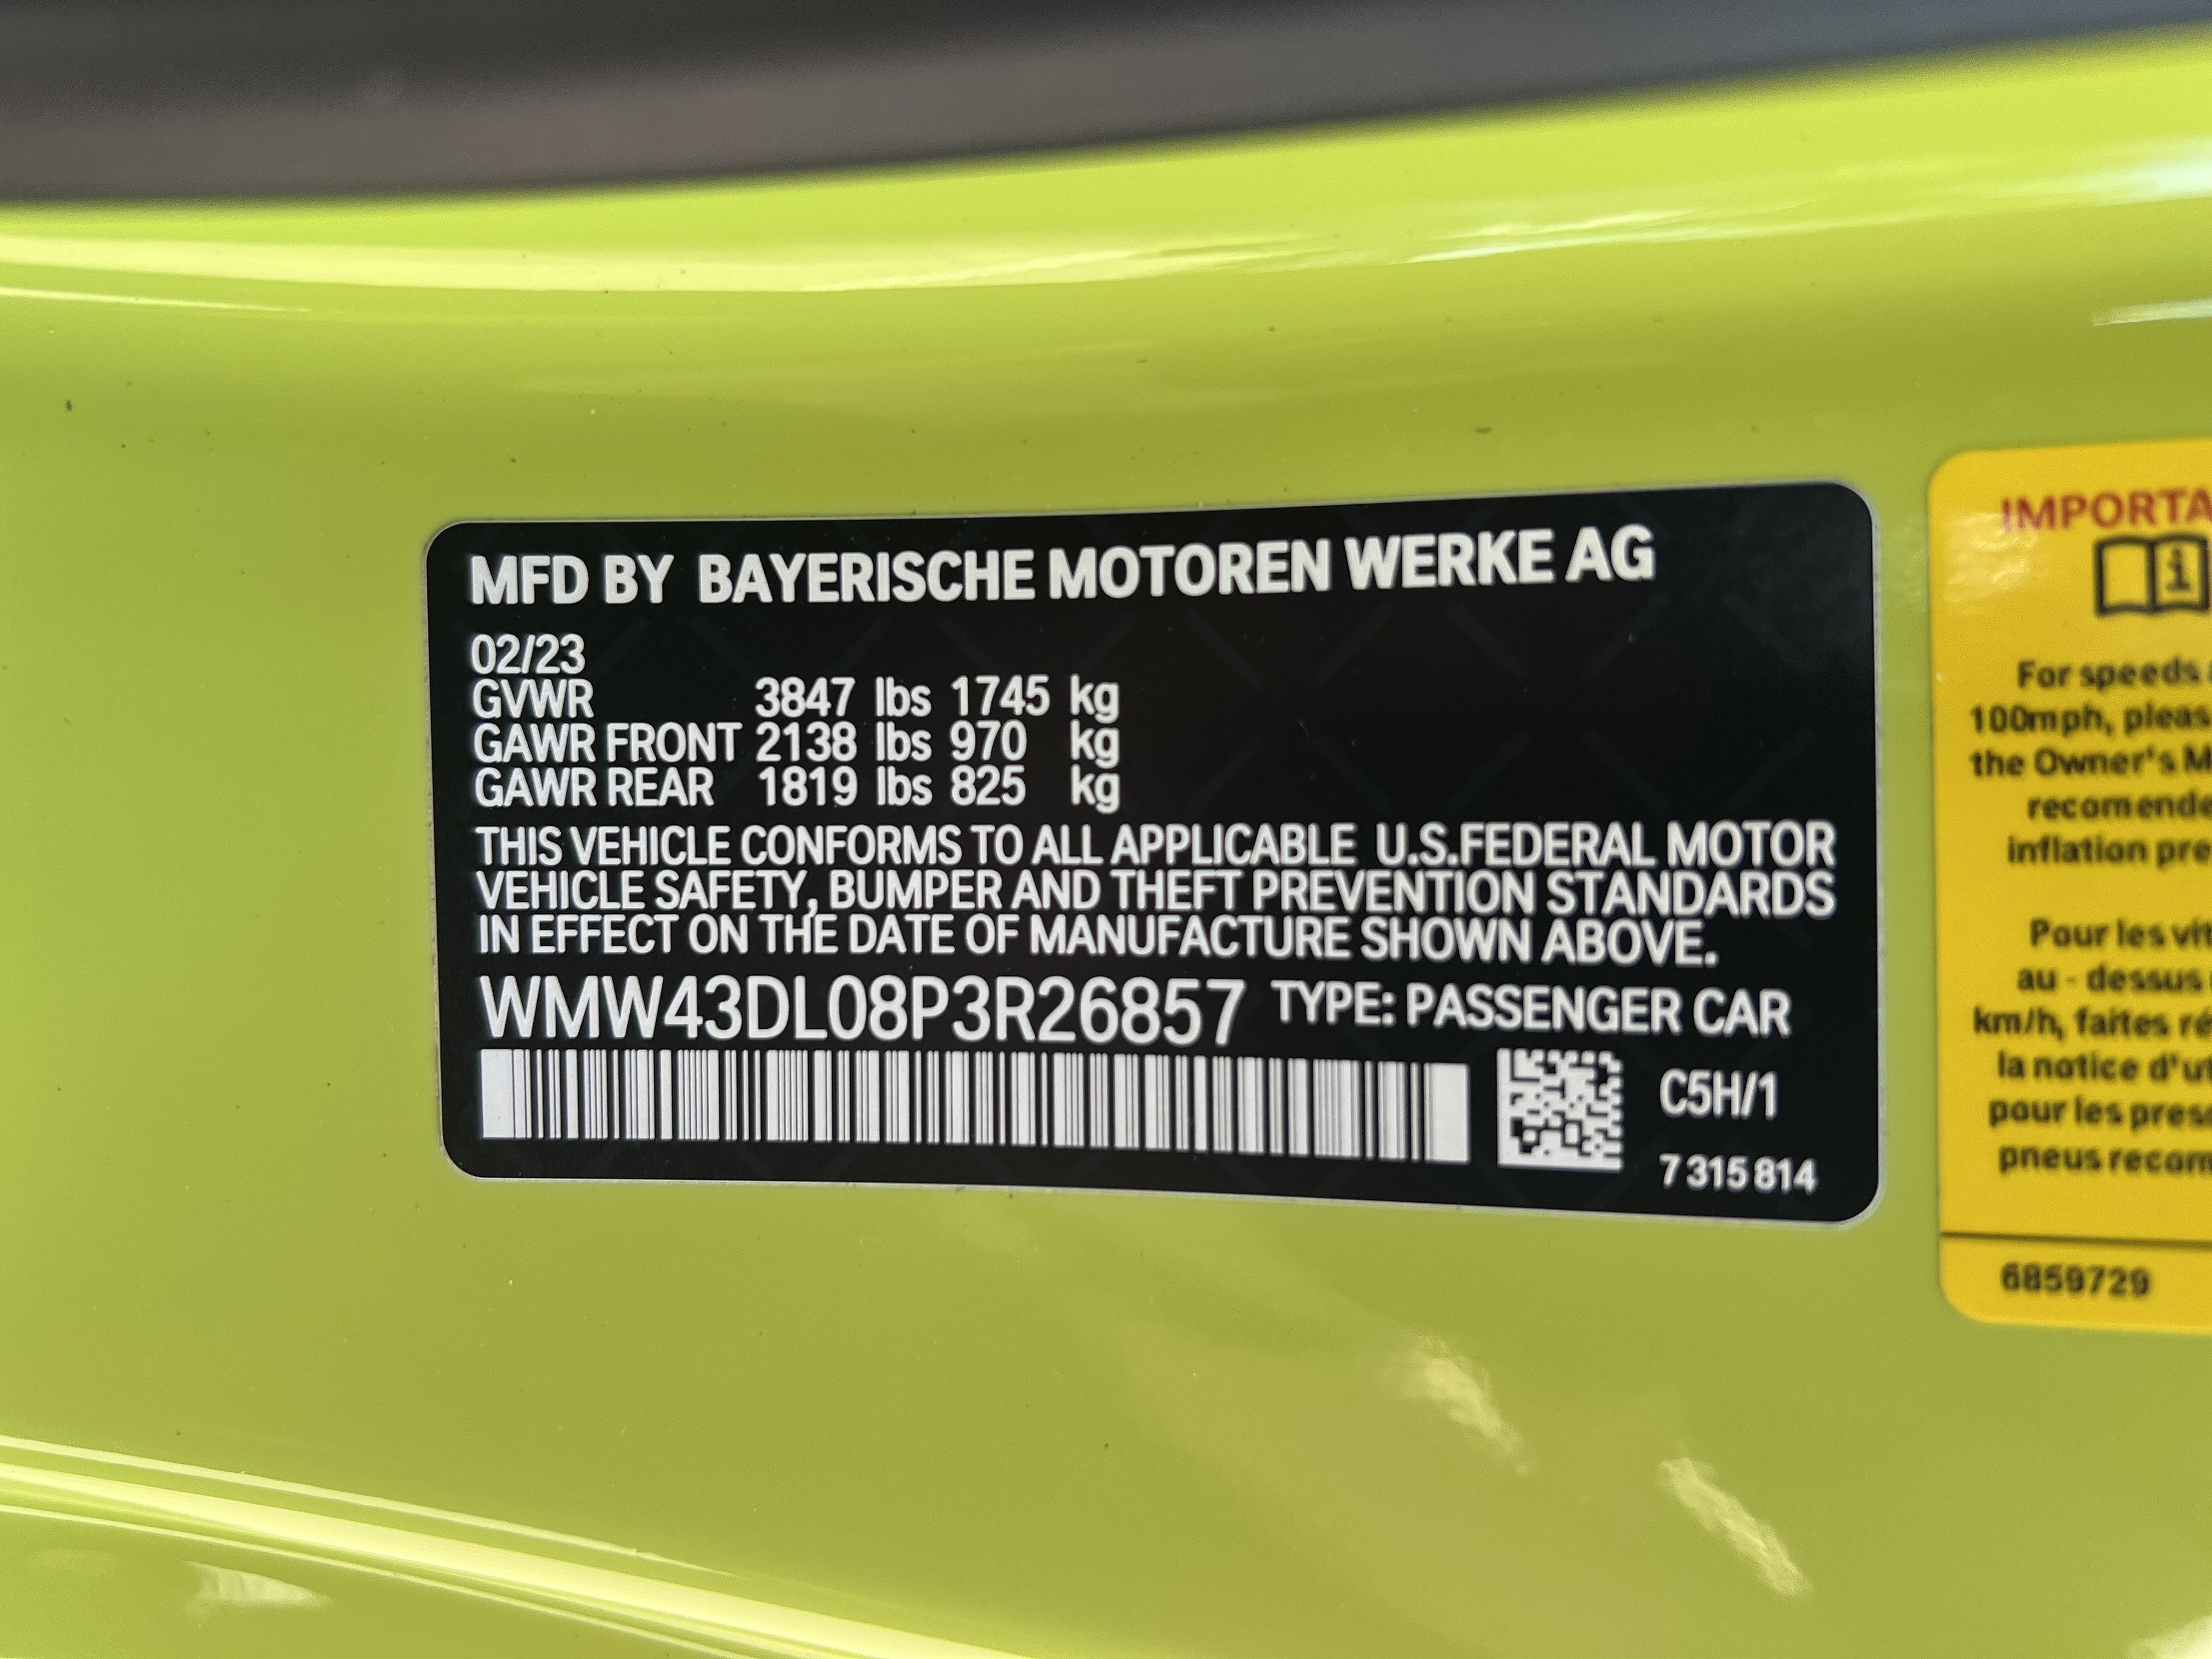 MFD BY BAYERISCHE MOTOREN WERKE AG
02/23
GVWR 3847 lbs 1745 kg
GAWR FRONT 2138 lbs 970 kg
GAWR REAR 1819 lbs 825 kg
THIS VEHICLE CONFORMS TO ALL APPLICABLE U.S.FEDERAL MOTOR
VEHICLE SAFETY, BUMPER AND THEFT PREVENTION STANDARDS
IN EFFECT ON THE DATE OF MANUFACTURE SHOWN ABOVE.
WMW43DL08P3R26857 TYPE: PASSENGER CAR
C5H/1
7 315 814
IMPORTA
For speeds
100mph, pleas
the Owner's M
recomende
inflation pre
Pour les vit
au - dessus
km/h, faites ré
la notice d'ut
pour les press
pneus recom
6859729